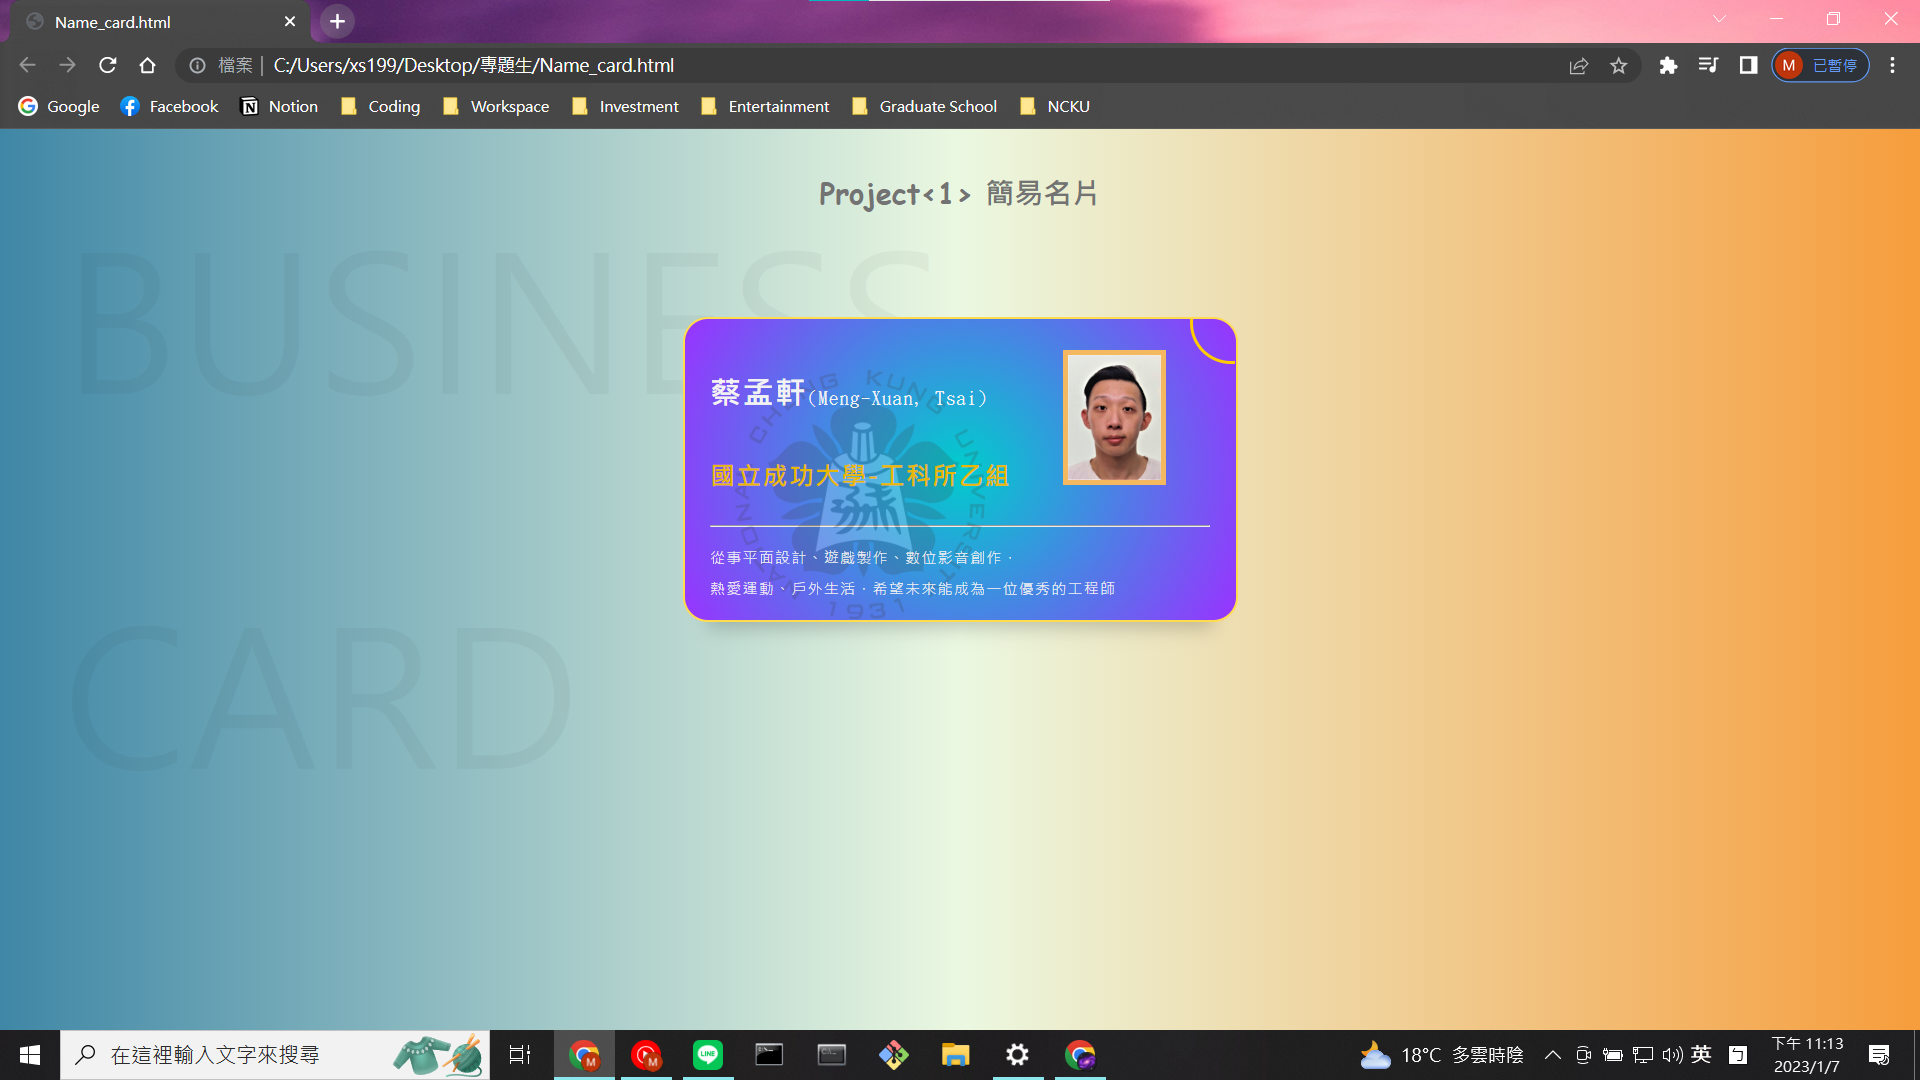 Name_card.html
檔案 | C:/Users/xs199/Desktop/專題生/Name_card.html
M 已暫停
Google Facebook Notion Coding Workspace Investment Entertainment Graduate School NCKU
Project<1> 簡易名片
BUSINESS
CARD
蔡孟軒(Meng-Xuan, Tsai)
國立成功大學-工科所乙組
從事平面設計、遊戲製作、數位影音創作．
熱愛運動、戶外生活．希望未來能成為一位優秀的工程師
1931
在這裡輸入文字來搜尋
LINE
18°C 多雲時陰
英
下午 11:13
2023/1/7